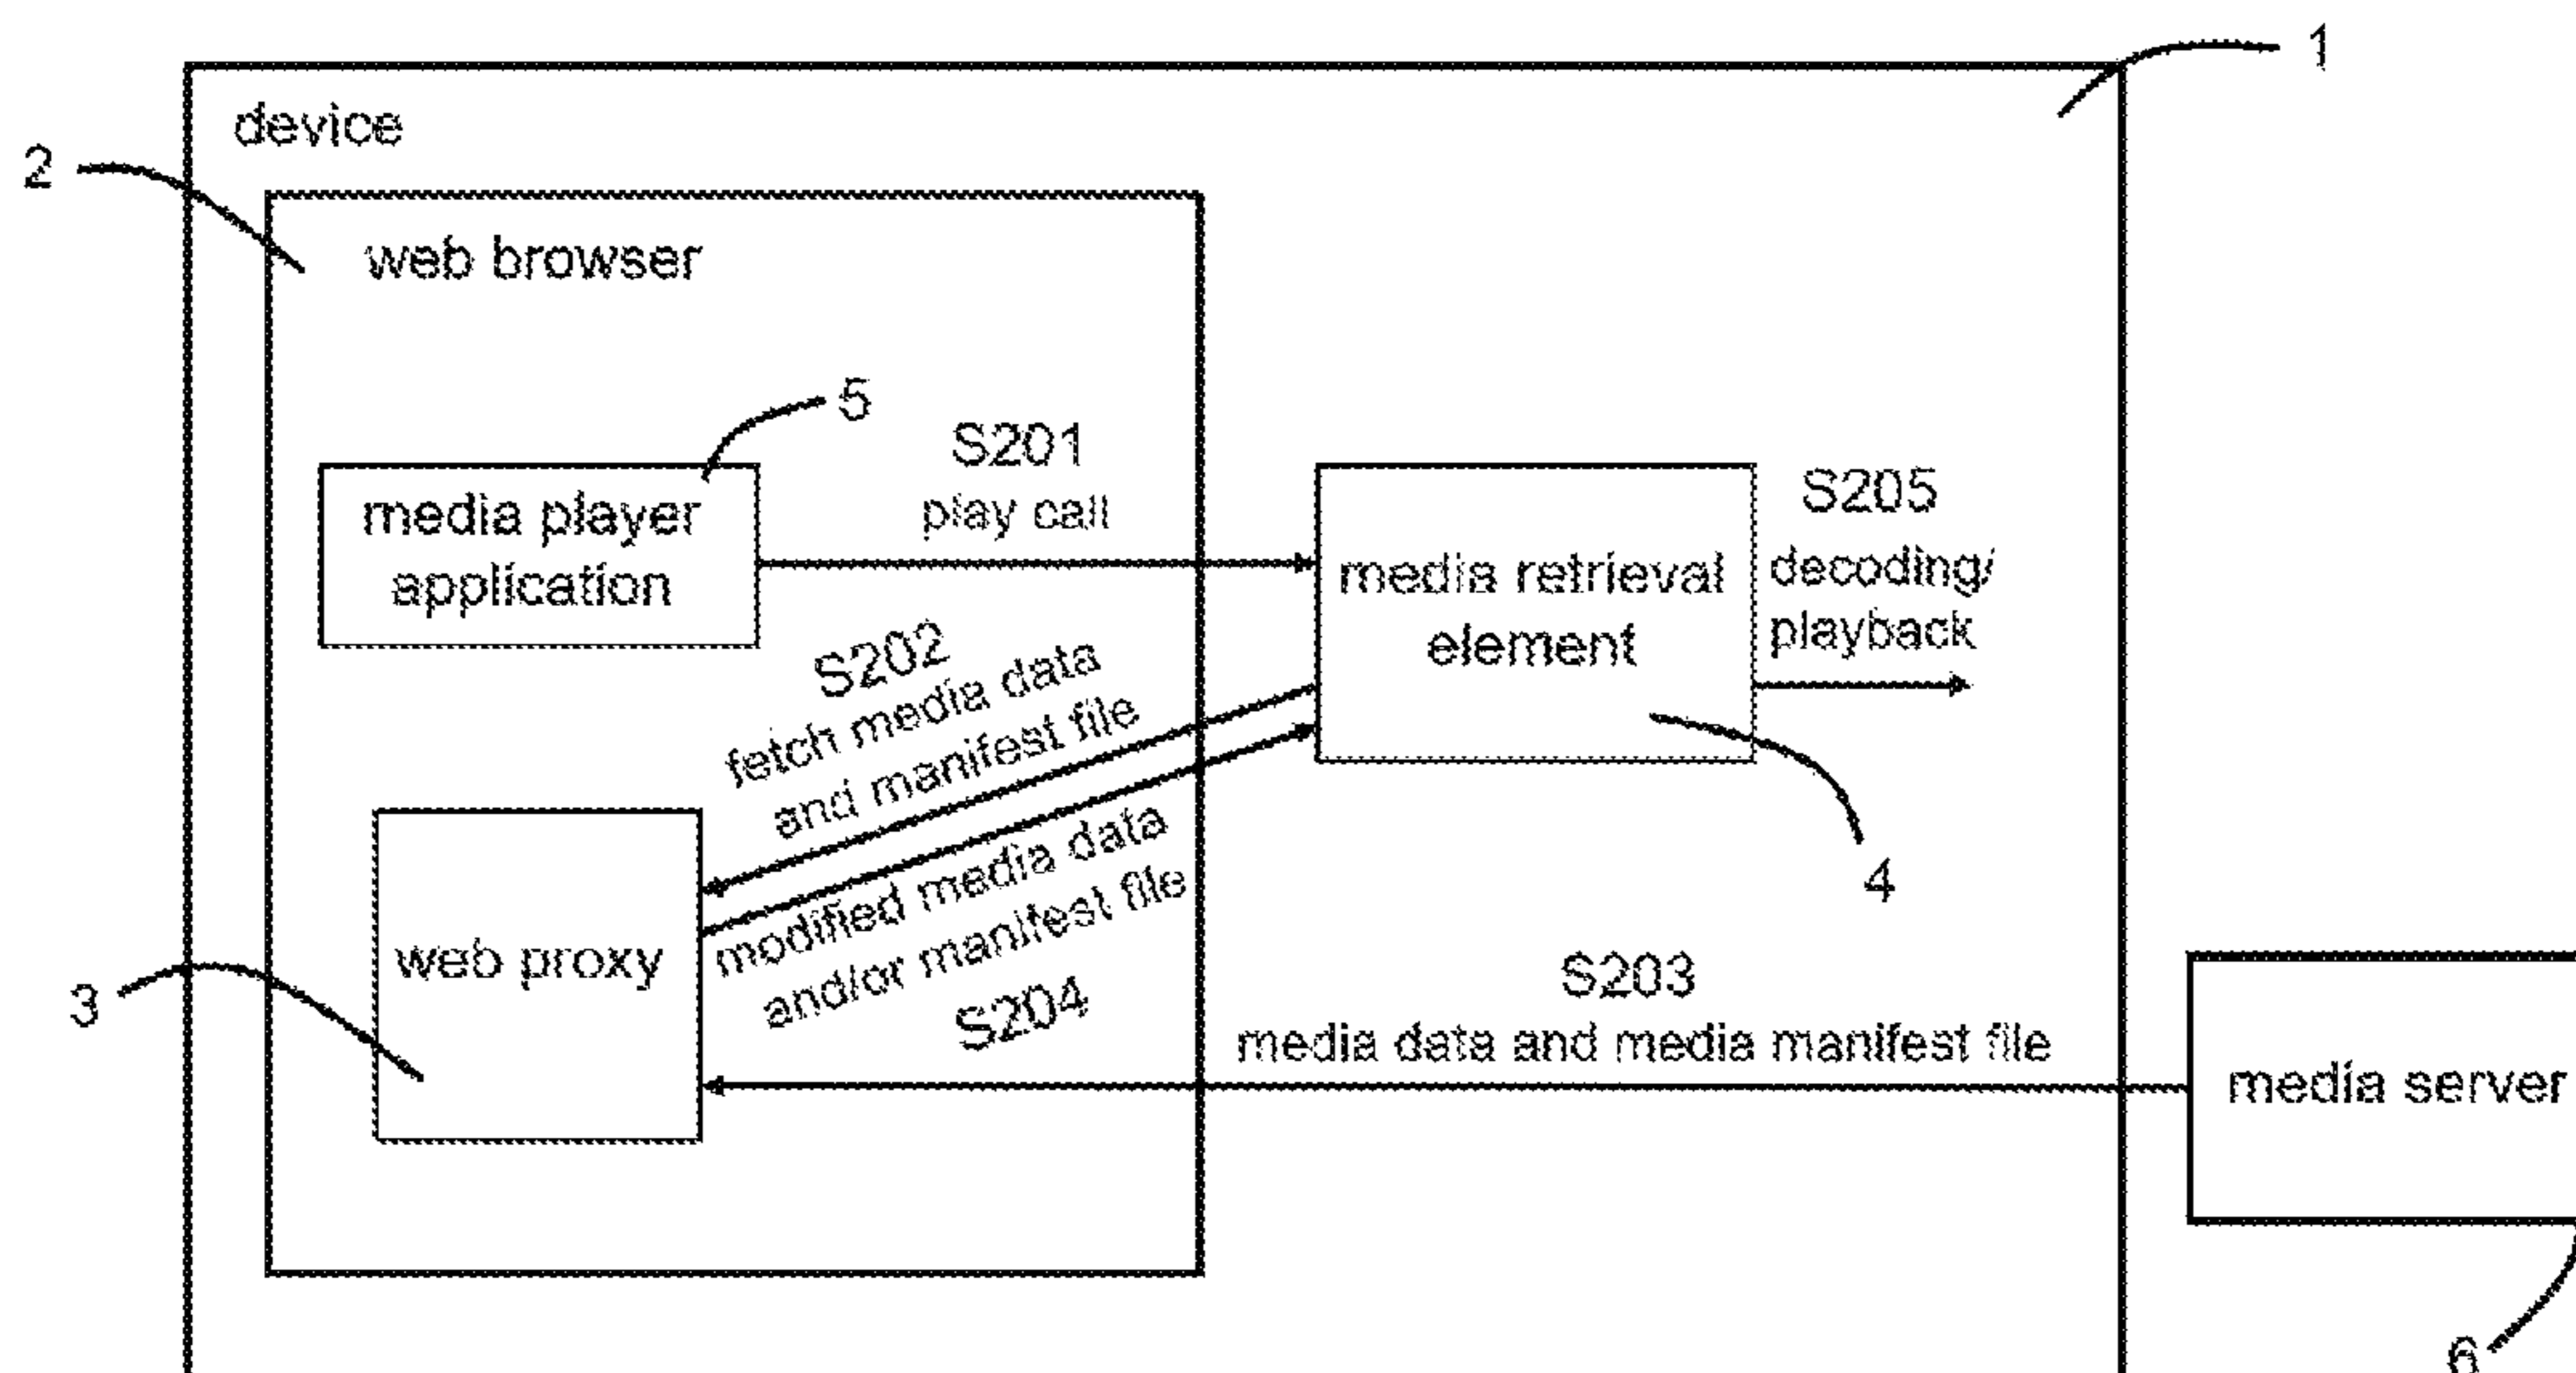 1
device
2
web browser
5
S201
play call
media player
application
media retrieval
element
S205
decoding/
playback
S202
fetch media data
and manifest file
4
modified media data
and/or manifest file
S204
web proxy
3
S203
media data and media manifest file
media server
6